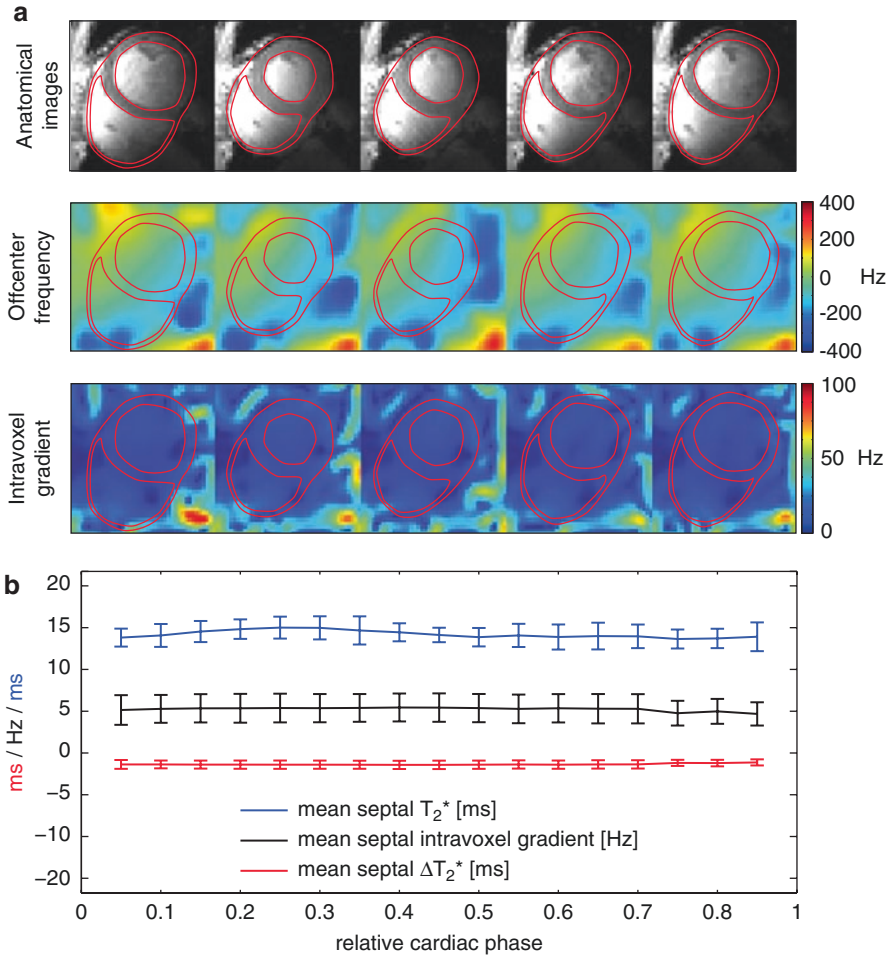 a
Anatomical
images
Offcenter
frequency
400
200
0
-200
-400
Hz
Intravoxel
gradient
100
50
0
Hz
b
ms / Hz / ms
20
15
10
5
0
−5
−10
−15
−20
mean septal T2* [ms]
mean septal intravoxel gradient [Hz]
mean septal ΔT2* [ms]
0 0.1 0.2 0.3 0.4 0.5 0.6 0.7 0.8 0.9 1
relative cardiac phase